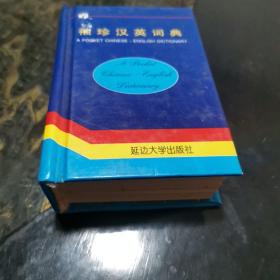 袖珍汉英词典
A POCKET CHINESE-ENGLISH DICTIONARY
A Pocket
Chinese-English
Dictionary
延边大学出版社